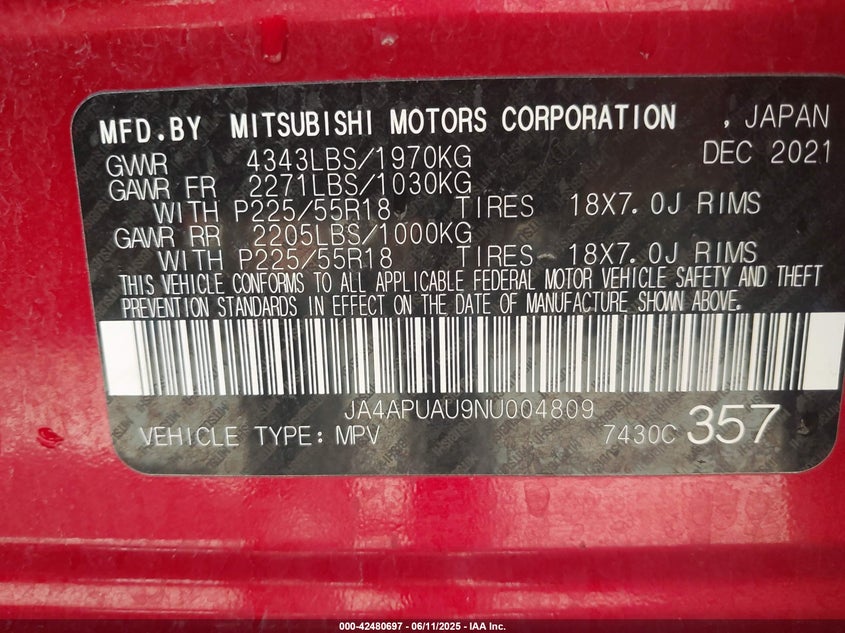 MFD.BY MITSUBISHI MOTORS CORPORATION , JAPAN
GVWR 4343LBS/1970KG DEC 2021
GAWR FR 2271LBS/1030KG
WITH P225/55R18 TIRES 18X7.0J RIMS
GAWR RR 2205LBS/1000KG
WITH P225/55R18 TIRES 18X7.0J RIMS
THIS VEHICLE CONFORMS TO ALL APPLICABLE FEDERAL MOTOR VEHICLE SAFETY AND THEFT
PREVENTION STANDARDS IN EFFECT ON THE DATE OF MANUFACTURE SHOWN ABOVE.
JA4APUAU9NU004809
VEHICLE TYPE: MPV 7430C 357
000-42480697 - 06/11/2025 - IAA Inc.